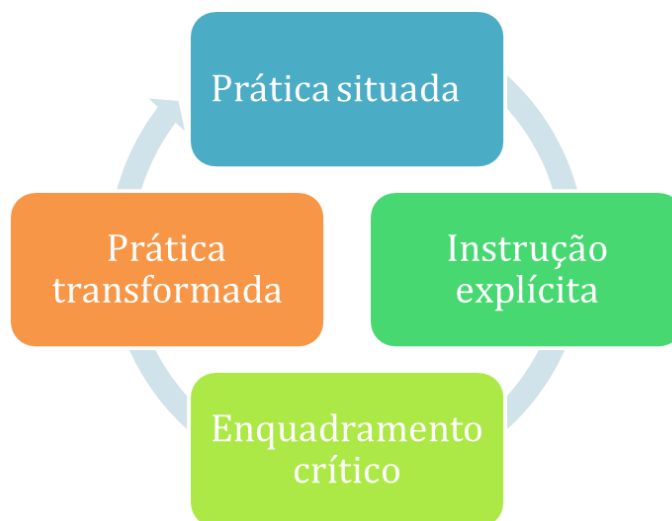 Prática situada
Prática
transformada
Instrução
explícita
Enquadramento
crítico